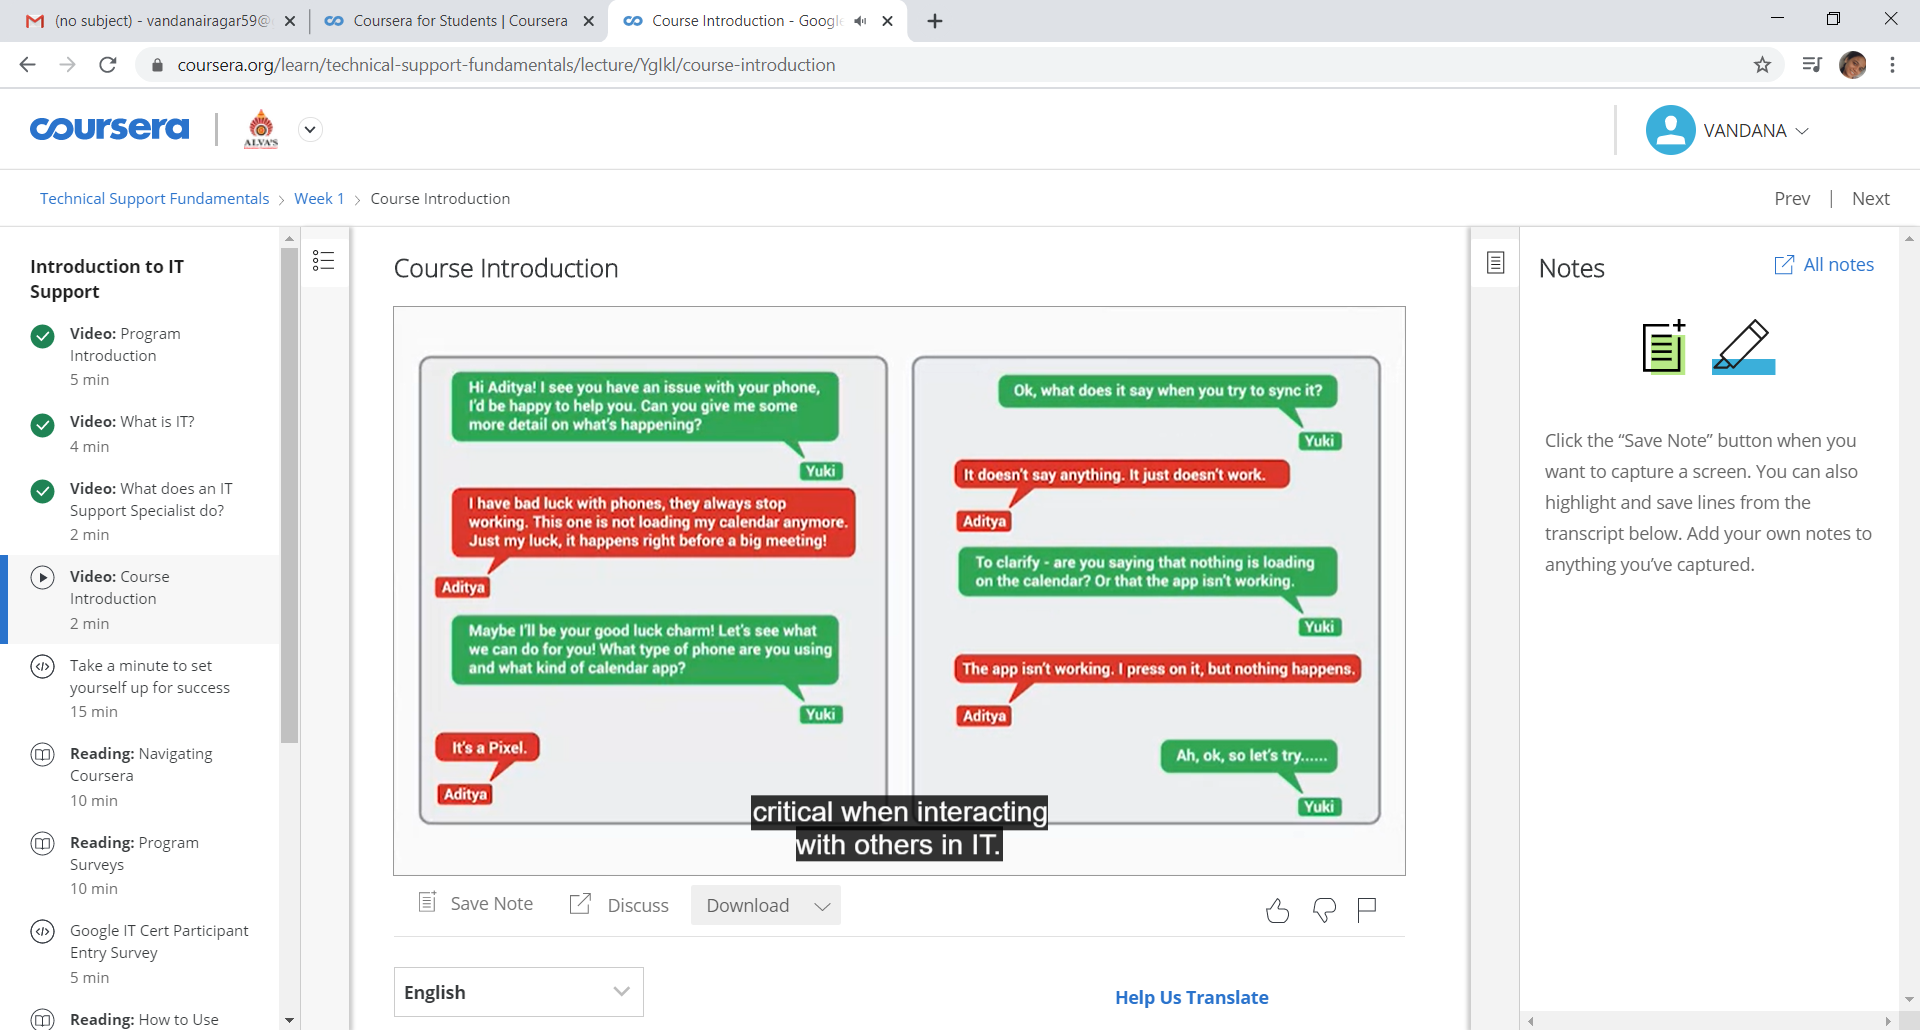 (no subject) - vandanairagar59@
Coursera for Students | Coursera
Course Introduction - Googl
coursera.org/learn/technical-support-fundamentals/lecture/YgIkl/course-introduction
coursera
ALVA'S
VANDANA
Technical Support Fundamentals > Week 1 > Course Introduction
Prev | Next
Introduction to IT
Support
Video: Program
Introduction
5 min
Video: What is IT?
4 min
Video: What does an IT
Support Specialist do?
2 min
Video: Course
Introduction
2 min
Take a minute to set
yourself up for success
15 min
Reading: Navigating
Coursera
10 min
Reading: Program
Surveys
10 min
Google IT Cert Participant
Entry Survey
5 min
Reading: How to Use
Course Introduction
Hi Aditya! I see you have an issue with your phone,
I'd be happy to help you. Can you give me some
more detail on what's happening?
Yuki
I have bad luck with phones, they always stop
working. This one is not loading my calendar anymore.
Just my luck, it happens right before a big meeting!
Aditya
Maybe I'll be your good luck charm! Let's see what
we can do for you! What type of phone are you using
and what kind of calendar app?
Yuki
It's a Pixel.
Aditya
Ok, what does it say when you try to sync it?
Yuki
It doesn't say anything. It just doesn't work.
Aditya
To clarify - are you saying that nothing is loading
on the calendar? Or that the app isn't working.
Yuki
The app isn't working. I press on it, but nothing happens.
Aditya
Ah, ok, so let's try......
Yuki
critical when interacting
with others in IT.
Save Note
Discuss
Download
English
Help Us Translate
Notes
All notes
Click the “Save Note” button when you
want to capture a screen. You can also
highlight and save lines from the
transcript below. Add your own notes to
anything you’ve captured.